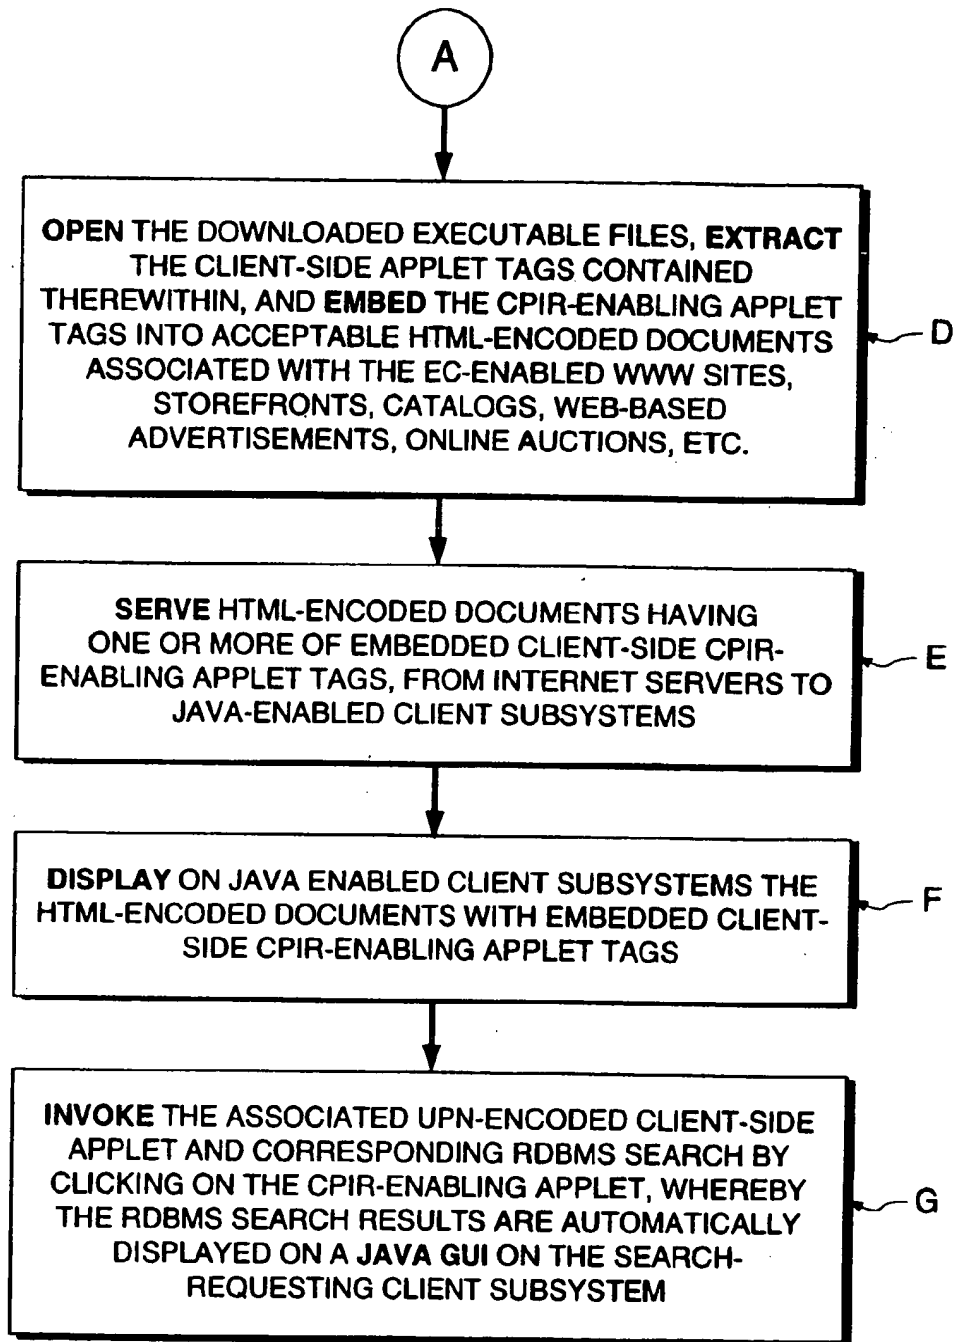 A
OPEN THE DOWNLOADED EXECUTABLE FILES, EXTRACT
THE CLIENT-SIDE APPLET TAGS CONTAINED
THEREWITHIN, AND EMBED THE CPIR-ENABLING APPLET
TAGS INTO ACCEPTABLE HTML-ENCODED DOCUMENTS
ASSOCIATED WITH THE EC-ENABLED WWW SITES,
STOREFRONTS, CATALOGS, WEB-BASED
ADVERTISEMENTS, ONLINE AUCTIONS, ETC.
D
SERVE HTML-ENCODED DOCUMENTS HAVING
ONE OR MORE OF EMBEDDED CLIENT-SIDE CPIR-
ENABLING APPLET TAGS, FROM INTERNET SERVERS TO
JAVA-ENABLED CLIENT SUBSYSTEMS
E
DISPLAY ON JAVA ENABLED CLIENT SUBSYSTEMS THE
HTML-ENCODED DOCUMENTS WITH EMBEDDED CLIENT-
SIDE CPIR-ENABLING APPLET TAGS
F
INVOKE THE ASSOCIATED UPN-ENCODED CLIENT-SIDE
APPLET AND CORRESPONDING RDBMS SEARCH BY
CLICKING ON THE CPIR-ENABLING APPLET, WHEREBY
THE RDBMS SEARCH RESULTS ARE AUTOMATICALLY
DISPLAYED ON A JAVA GUI ON THE SEARCH-
REQUESTING CLIENT SUBSYSTEM
G